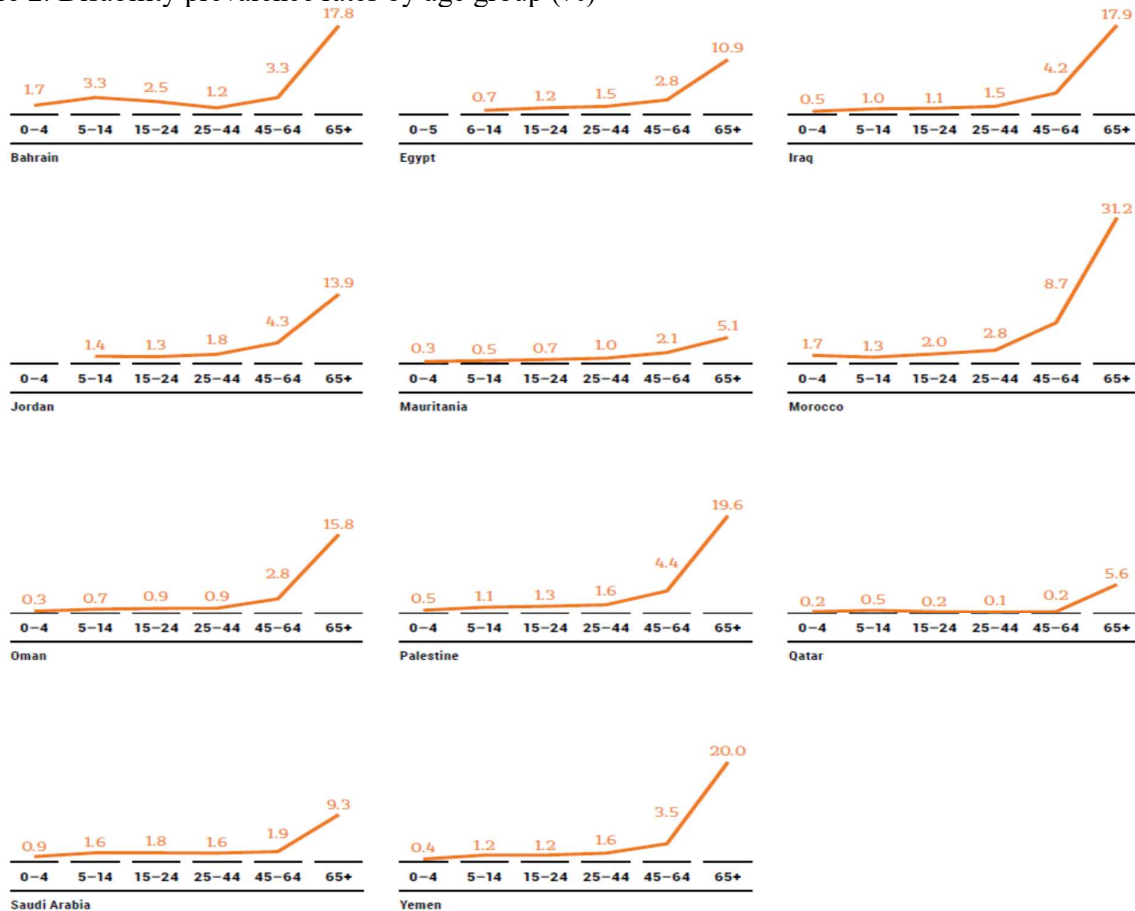 2: Disability prevalence rates by age group (%)
1.7 3.3 2.5 1.2 3.3 17.8
0–4 5–14 15–24 25–44 45–64 65+
Bahrain
0.7 1.2 1.5 2.8 10.9
0–5 6–14 15–24 25–44 45–64 65+
Egypt
0.5 1.0 1.1 1.5 4.2 17.9
0–4 5–14 15–24 25–44 45–64 65+
Iraq
1.4 1.3 1.8 4.3 13.9
0–4 5–14 15–24 25–44 45–64 65+
Jordan
0.3 0.5 0.7 1.0 2.1 5.1
0–4 5–14 15–24 25–44 45–64 65+
Mauritania
1.7 1.3 2.0 2.8 8.7 31.2
0–4 5–14 15–24 25–44 45–64 65+
Morocco
0.3 0.7 0.9 0.9 2.8 15.8
0–4 5–14 15–24 25–44 45–64 65+
Oman
0.5 1.1 1.3 1.6 4.4 19.6
0–4 5–14 15–24 25–44 45–64 65+
Palestine
0.2 0.5 0.2 0.1 0.2 5.6
0–4 5–14 15–24 25–44 45–64 65+
Qatar
0.9 1.6 1.8 1.6 1.9 9.3
0–4 5–14 15–24 25–44 45–64 65+
Saudi Arabia
0.4 1.2 1.2 1.6 3.5 20.0
0–4 5–14 15–24 25–44 45–64 65+
Yemen